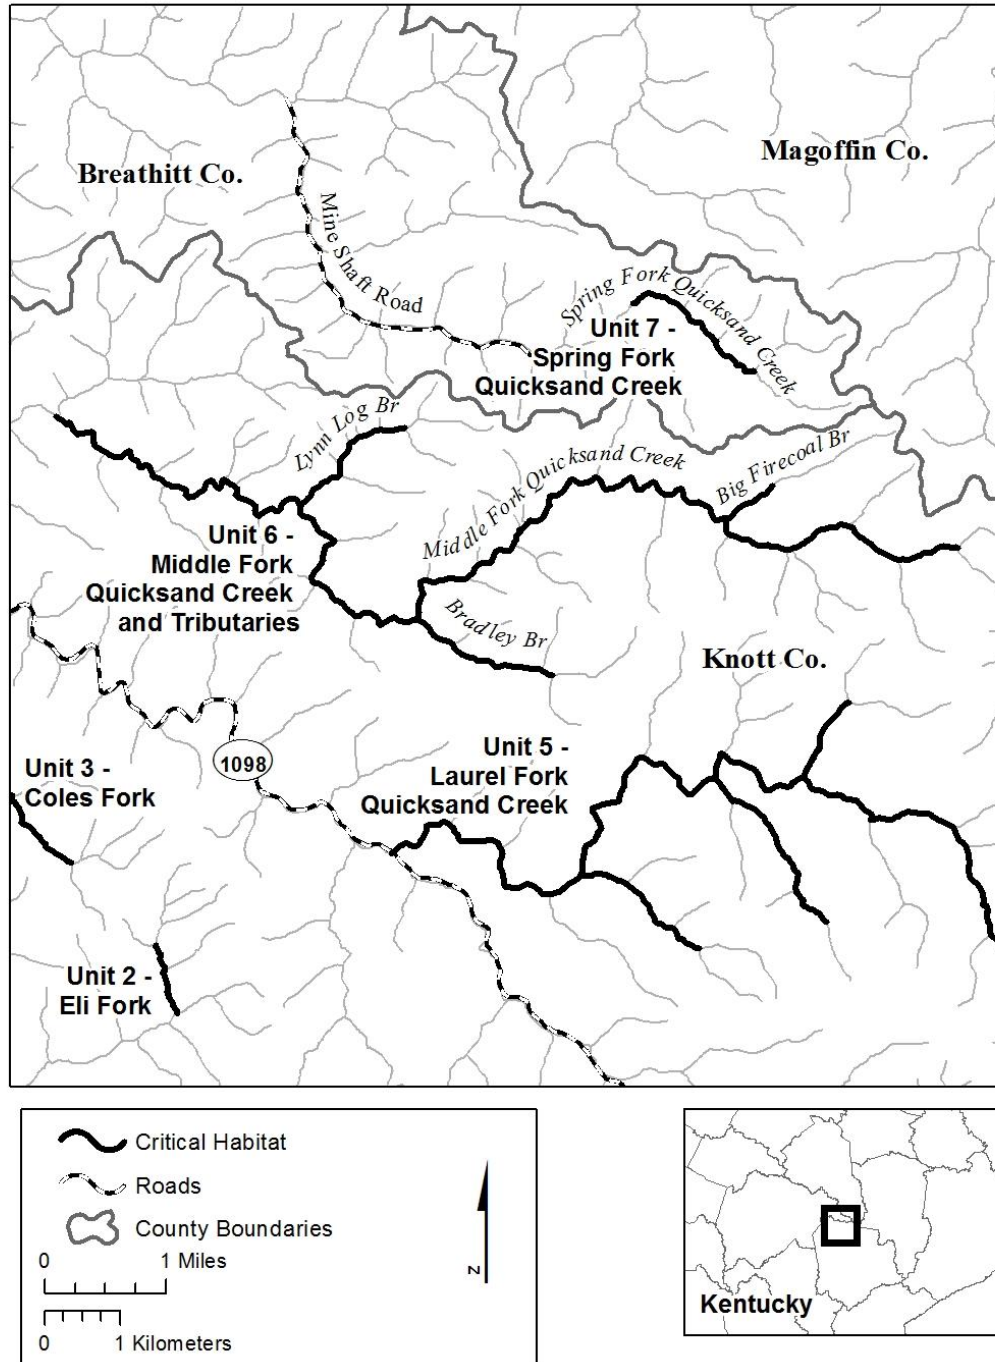 Magoffin Co.
Breathitt Co.
Mine Shaft Road
Spring Fork Quicksand Creek
Unit 7 -
Spring Fork
Quicksand Creek
Lynn Log Br
Middle Fork Quicksand Creek
Big Firecoal Br
Unit 6 -
Middle Fork
Quicksand Creek
and Tributaries
Bradley Br
Knott Co.
Unit 5 -
Laurel Fork
Quicksand Creek
1098
Unit 3 -
Coles Fork
Unit 2 -
Eli Fork
Critical Habitat
Roads
County Boundaries
0 1 Miles
0 1 Kilometers
N
Kentucky